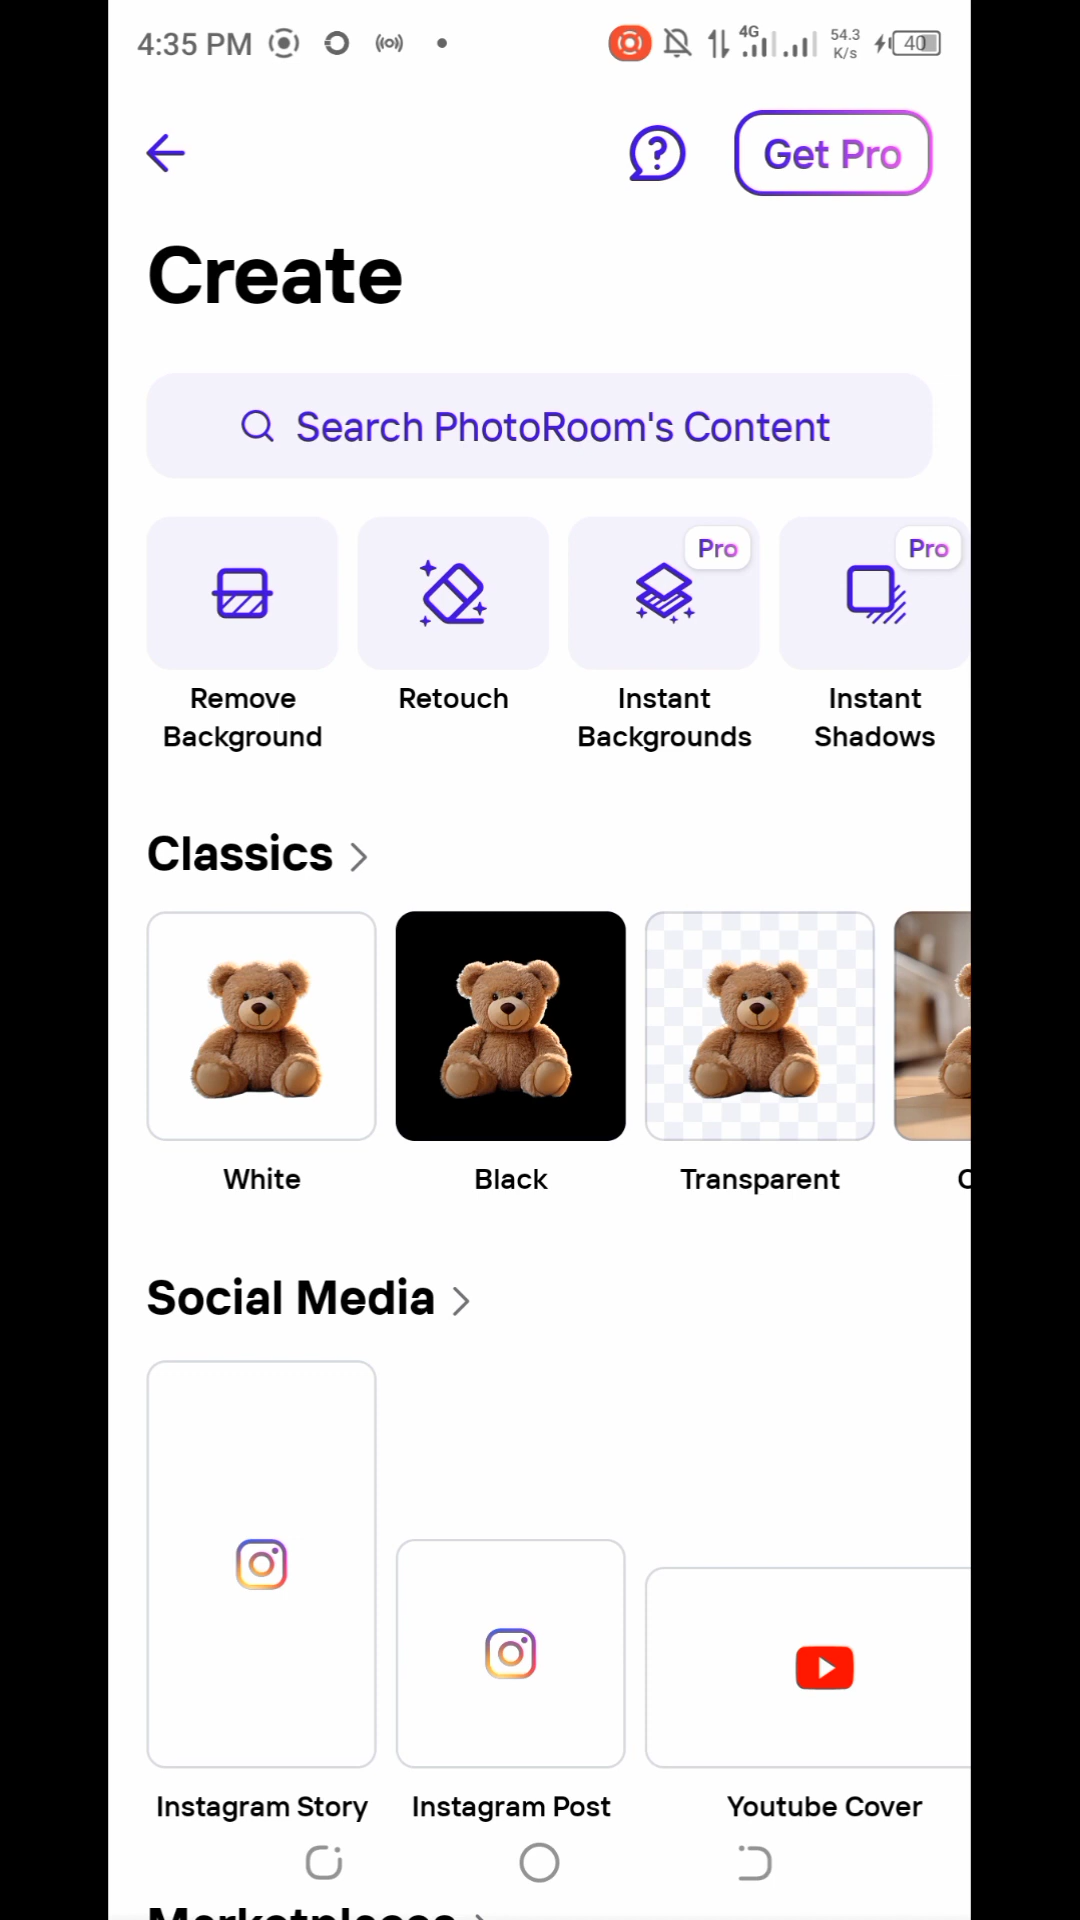 4:35 PM
4G
54.3
K/s
40
Get Pro
Create
Search PhotoRoom's Content
Pro
Pro
Remove
Background
Retouch
Instant
Backgrounds
Instant
Shadows
Classics
White
Black
Transparent
Social Media
Instagram Story
Instagram Post
Youtube Cover
Marketplaces